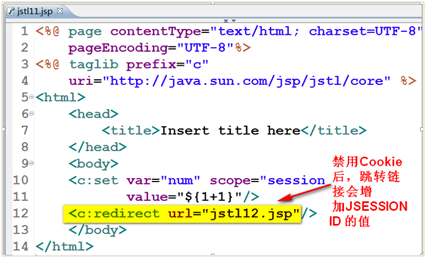 jstl11.jsp
1 <%@ page contentType="text/html; charset=UTF-8"
2 pageEncoding="UTF-8"%>
3 <%@ taglib prefix="c"
4 uri="http://java.sun.com/jsp/jstl/core" %>
5 <html>
6 <head>
7 <title>Insert title here</title>
8 </head>
9 <body>
10 <c:set var="num" scope="session
11 value="${1+1}"/>
12 <c:redirect url="jstl12.jsp"/>
13 </body>
14 </html>
禁用Cookie
后，跳转链
接会增
加JSESSION
ID 的值